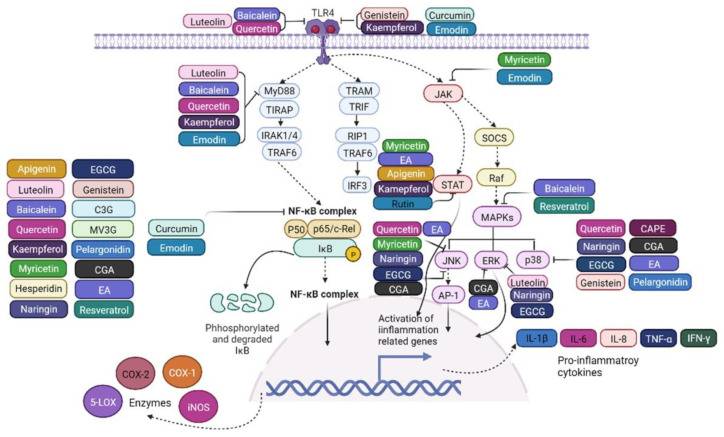 Luteolin
Baicalein
Quercetin
TLR4
Genistein
Kaempferol
Curcumin
Emodin
Luteolin
Baicalein
Quercetin
Kaempferol
Emodin
MyD88
TIRAP
IRAK1/4
TRAF6
TRAM
TRIF
RIP1
TRAF6
IRF3
JAK
Myricetin
Emodin
SOCS
Raf
MAPKs
Baicalein
Resveratrol
Myricetin
EA
Apigenin
Kampferol
Rutin
STAT
Apigenin
EGCG
Luteolin
Genistein
Baicalein
C3G
Quercetin
MV3G
Kaempferol
Pelargonidin
Myricetin
CGA
Hesperidin
EA
Naringin
Resveratrol
Curcumin
Emodin
NF-κB complex
P50
p65/c-Rel
IκB
P
NF-κB complex
Phhosphorylated
and degraded
IκB
Quercetin
EA
Myricetin
Naringin
EGCG
CGA
JNK
ERK
p38
AP-1
CGA
EA
Luteolin
Naringin
EGCG
Quercetin
CAPE
Naringin
CGA
EGCG
EA
Genistein
Pelargonidin
Activation of
iinflammation
related genes
IL-1β
IL-6
IL-8
TNF-α
IFN-γ
Pro-inflammatroy
cytokines
COX-2
COX-1
5-LOX
Enzymes
iNOS